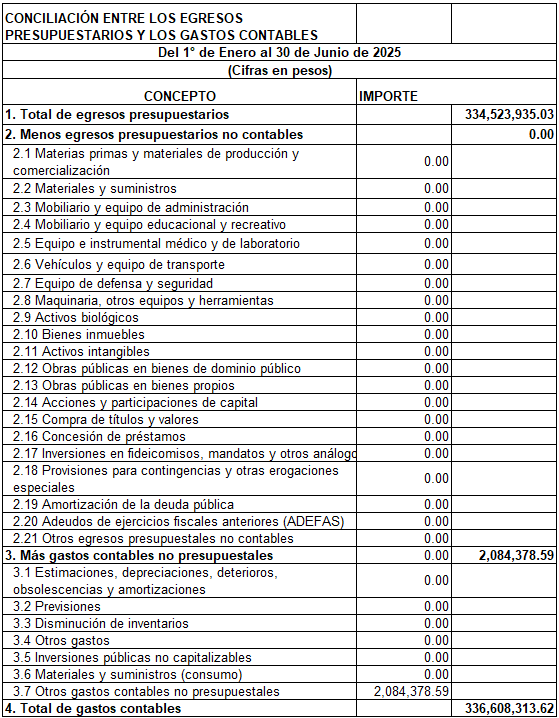 CONCILIACIÓN ENTRE LOS EGRESOS
PRESUPUESTARIOS Y LOS GASTOS CONTABLES
Del 1° de Enero al 30 de Junio de 2025
(Cifras en pesos)
CONCEPTO IMPORTE
1. Total de egresos presupuestarios 334,523,935.03
2. Menos egresos presupuestarios no contables 0.00
2.1 Materias primas y materiales de producción y
comercialización 0.00
2.2 Materiales y suministros 0.00
2.3 Mobiliario y equipo de administración 0.00
2.4 Mobiliario y equipo educacional y recreativo 0.00
2.5 Equipo e instrumental médico y de laboratorio 0.00
2.6 Vehículos y equipo de transporte 0.00
2.7 Equipo de defensa y seguridad 0.00
2.8 Maquinaria, otros equipos y herramientas 0.00
2.9 Activos biológicos 0.00
2.10 Bienes inmuebles 0.00
2.11 Activos intangibles 0.00
2.12 Obras públicas en bienes de dominio público 0.00
2.13 Obras públicas en bienes propios 0.00
2.14 Acciones y participaciones de capital 0.00
2.15 Compra de títulos y valores 0.00
2.16 Concesión de préstamos 0.00
2.17 Inversiones en fideicomisos, mandatos y otros análogo 0.00
2.18 Provisiones para contingencias y otras erogaciones
especiales 0.00
2.19 Amortización de la deuda pública 0.00
2.20 Adeudos de ejercicios fiscales anteriores (ADEFAS) 0.00
2.21 Otros egresos presupuestales no contables 0.00
3. Más gastos contables no presupuestales 0.00 2,084,378.59
3.1 Estimaciones, depreciaciones, deterioros,
obsolescencias y amortizaciones 0.00
3.2 Previsiones 0.00
3.3 Disminución de inventarios 0.00
3.4 Otros gastos 0.00
3.5 Inversiones públicas no capitalizables 0.00
3.6 Materiales y suministros (consumo) 0.00
3.7 Otros gastos contables no presupuestales 2,084,378.59
4. Total de gastos contables 336,608,313.62